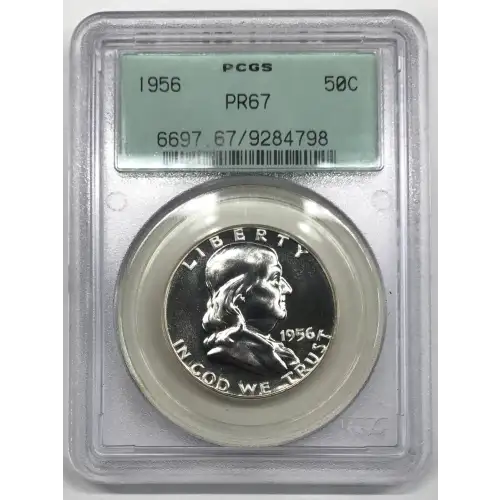 PCGS
1956 50C
PR67
6697.67/9284798
LIBERTY
1956
IN GOD WE TRUST